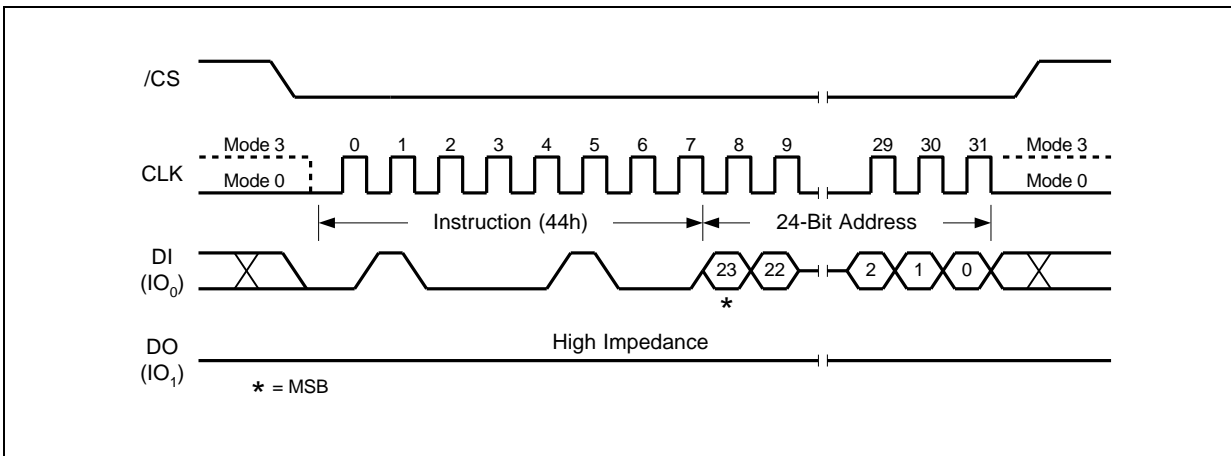 /CS
Mode 3 0 1 2 3 4 5 6 7 8 9 29 30 31 Mode 3
CLK
Mode 0 Mode 0
Instruction (44h) 24-Bit Address
DI
(IO₀)
23 22 2 1 0
*
High Impedance
DO
(IO₁)
* = MSB